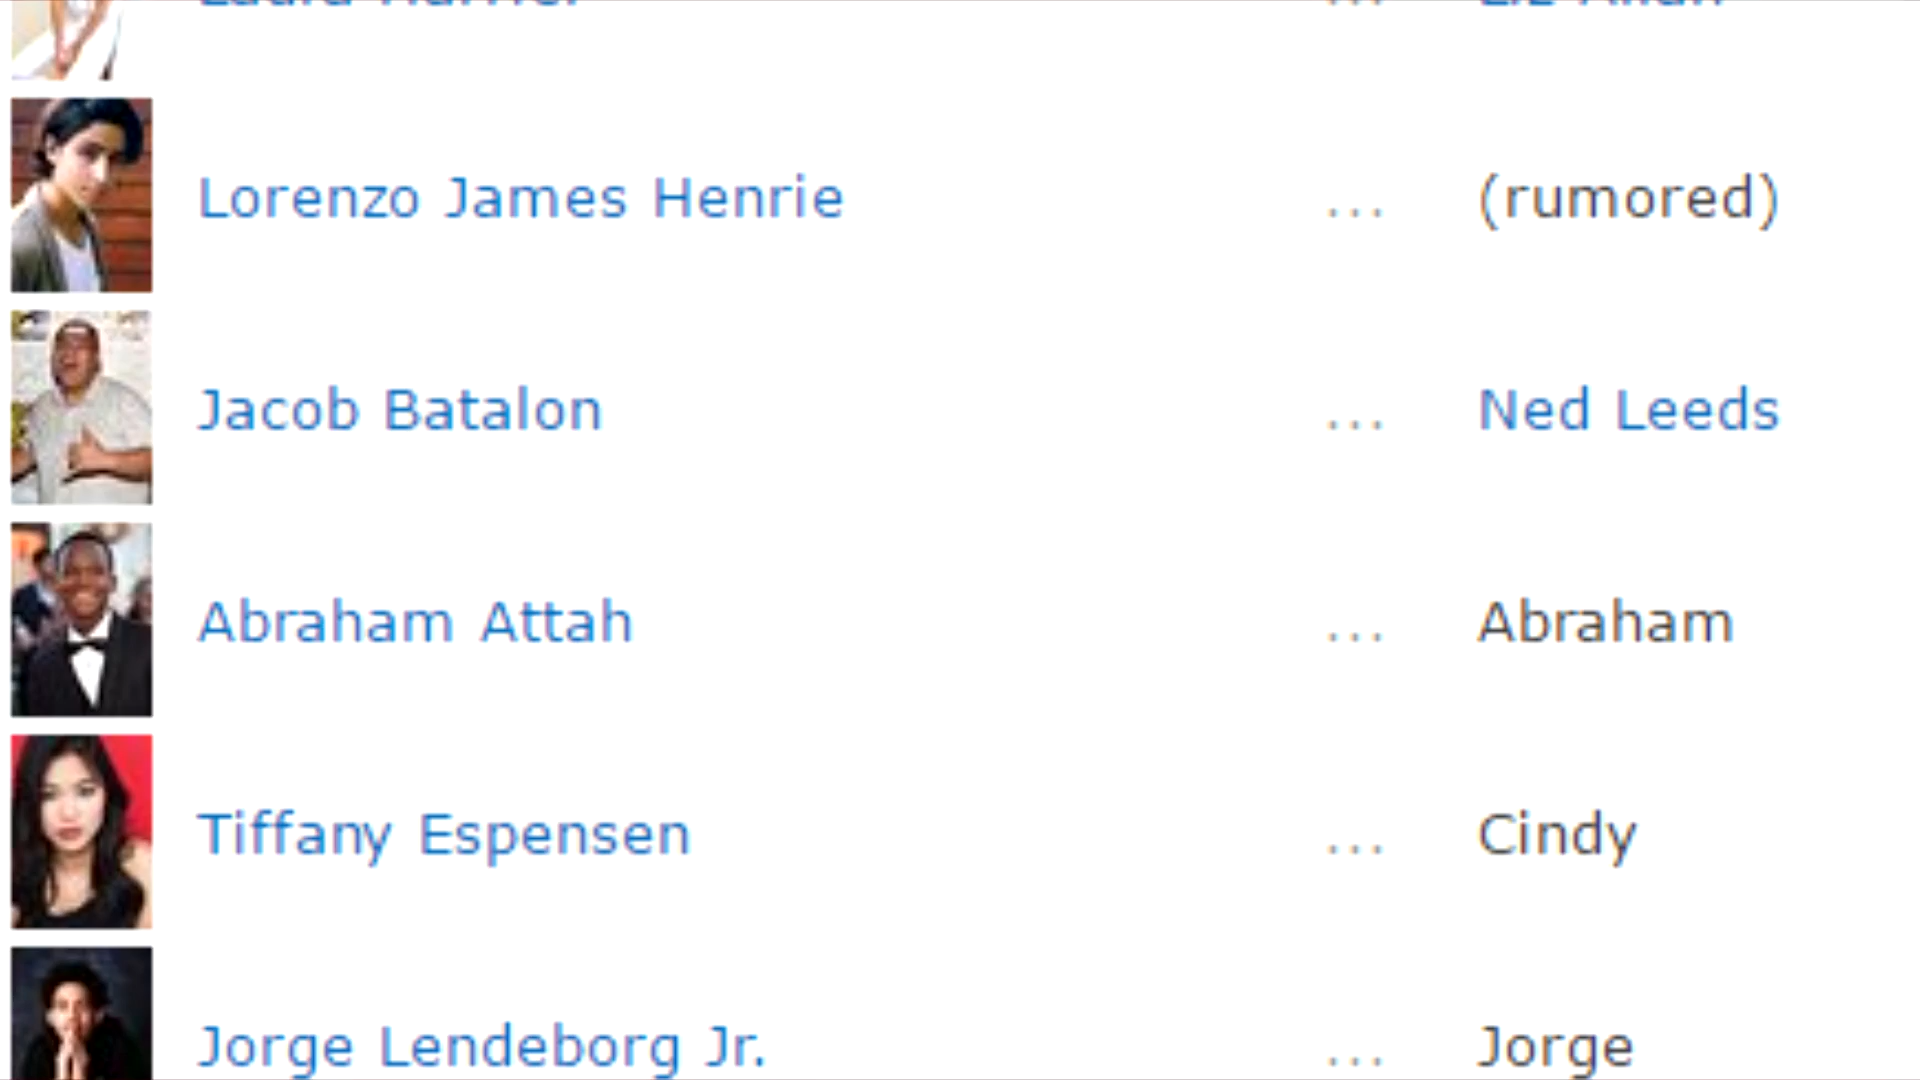 Lorenzo James Henrie ... (rumored)
Jacob Batalon ... Ned Leeds
Abraham Attah ... Abraham
Tiffany Espensen ... Cindy
Jorge Lendeborg Jr. ... Jorge